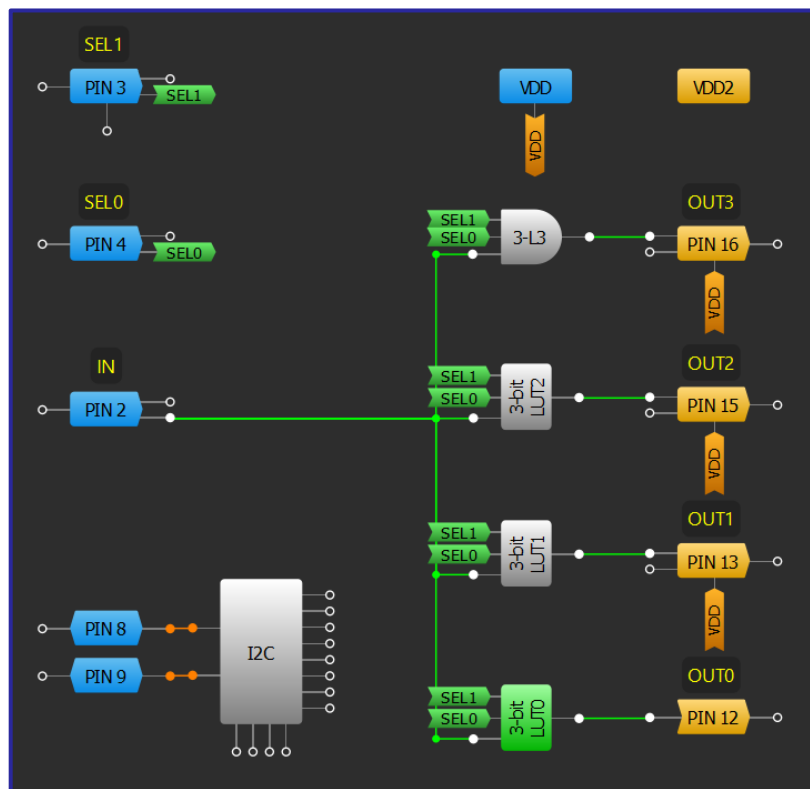 SEL1
PIN 3
SEL1
VDD
VDD2
VDD
SEL0
PIN 4
SEL0
SEL1
SEL0
3-L3
OUT3
PIN 16
VDD
IN
PIN 2
SEL1
SEL0
3-bit
LUT2
OUT2
PIN 15
VDD
SEL1
SEL0
3-bit
LUT1
OUT1
PIN 13
VDD
PIN 8
PIN 9
I2C
SEL1
SEL0
3-bit
LUT0
OUT0
PIN 12